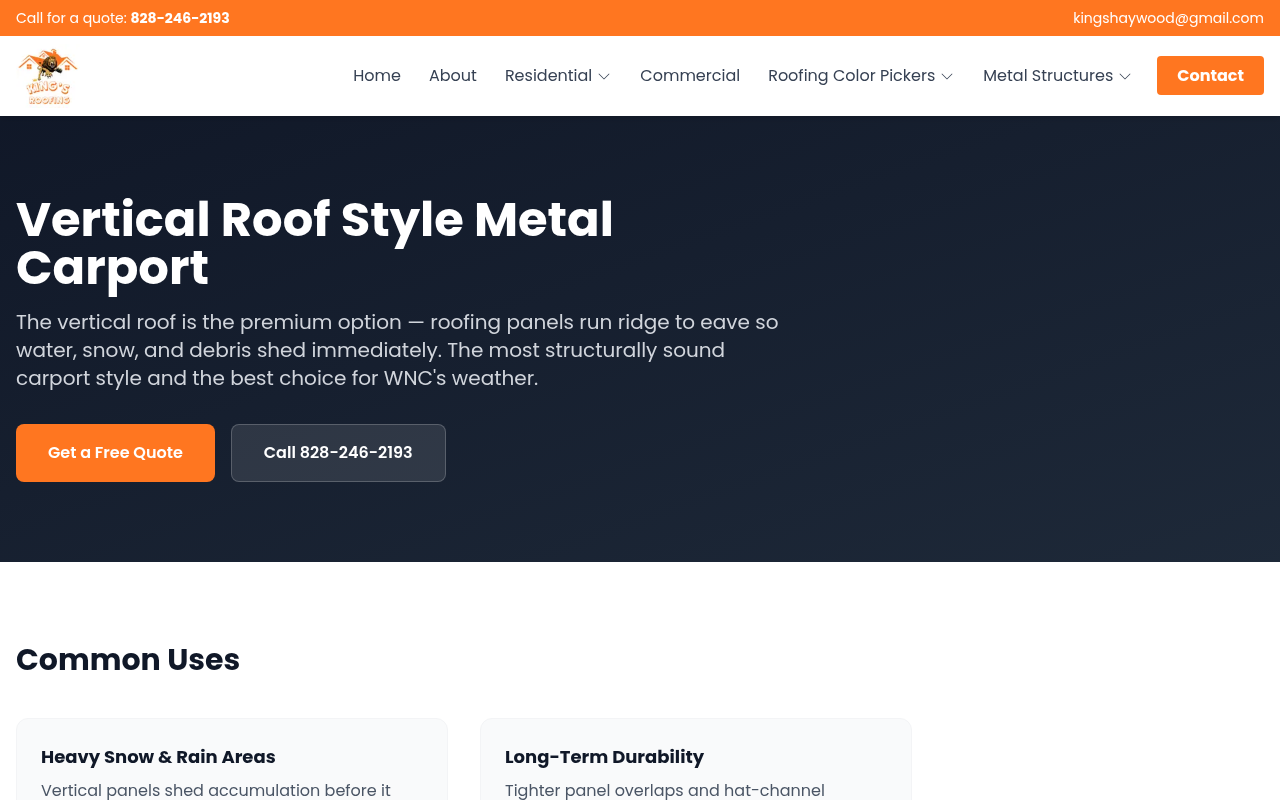 Call for a quote: 828-246-2193
kingshaywood@gmail.com
KING'S
ROOFING
Home
About
Residential
Commercial
Roofing Color Pickers
Metal Structures
Contact
Vertical Roof Style Metal
Carport
The vertical roof is the premium option — roofing panels run ridge to eave so
water, snow, and debris shed immediately. The most structurally sound
carport style and the best choice for WNC's weather.
Get a Free Quote
Call 828-246-2193
Common Uses
Heavy Snow & Rain Areas
Vertical panels shed accumulation before it
Long-Term Durability
Tighter panel overlaps and hat-channel